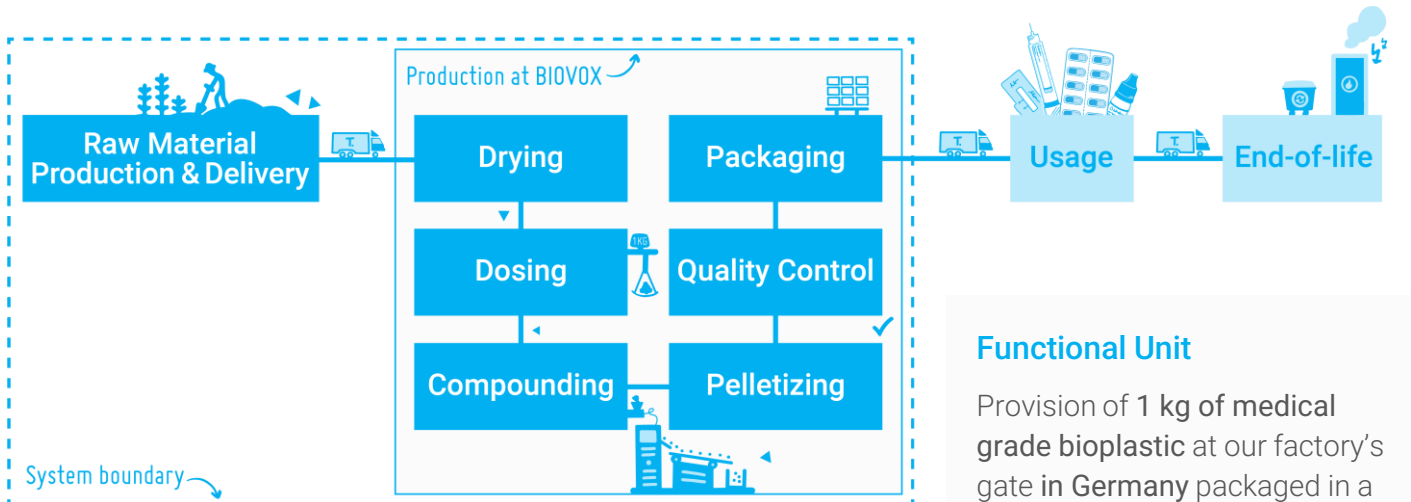 Production at BIOVOX
Raw Material
Production & Delivery
T.
Drying
Packaging
T.
Usage
T.
End-of-life
Dosing
1KG
Quality Control
Compounding
Pelletizing
System boundary
Functional Unit
Provision of 1 kg of medical
grade bioplastic at our factory's
gate in Germany packaged in a